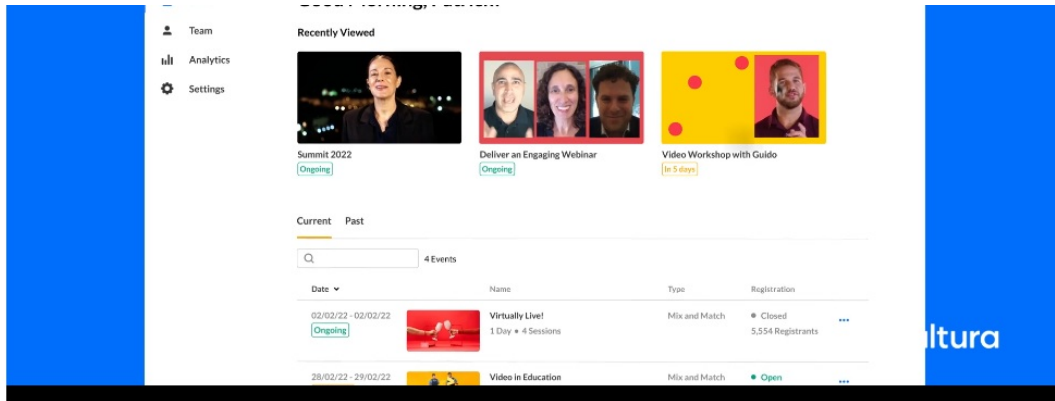 Team
Analytics
Settings
Recently Viewed
Summit 2022
Ongoing
Deliver an Engaging Webinar
Ongoing
Video Workshop with Guido
In 5 days
Current Past
4 Events
Date Name Type Registration
02/02/22 - 02/02/22 Virtually Live! Mix and Match Closed
Ongoing 1 Day • 4 Sessions 5,554 Registrants
28/02/22 - 29/02/22 Video in Education Mix and Match Open
ltura